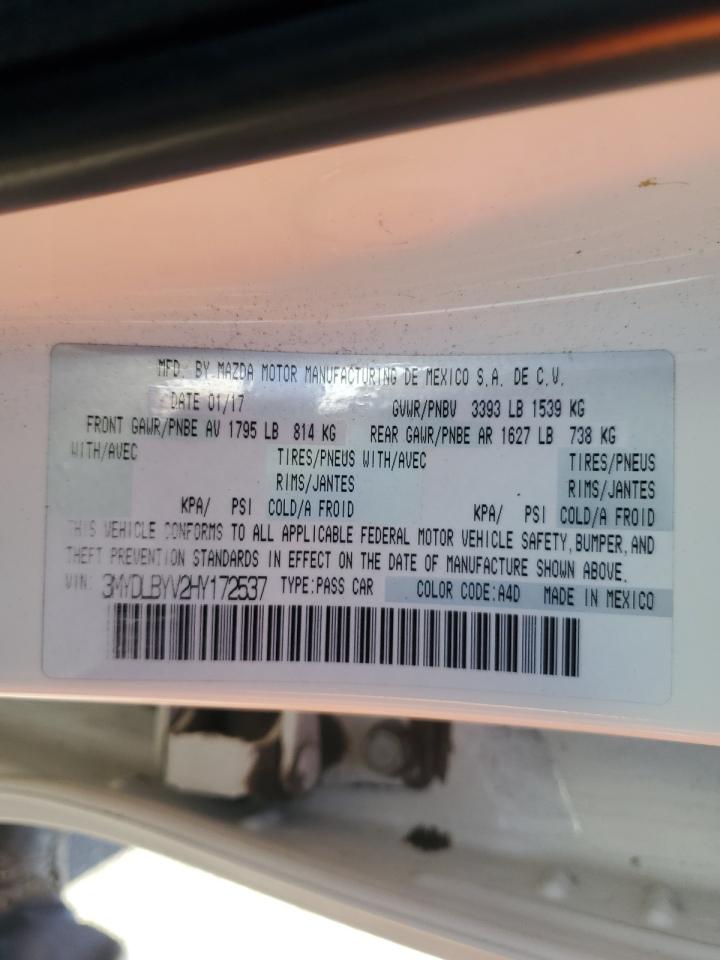 MFD. BY MAZDA MOTOR MANUFACTURING DE MEXICO S.A. DE C.V.
DATE 01/17 GVWR/PNBV 3393 LB 1539 KG
FRONT GAWR/PNBE AV 1795 LB 814 KG REAR GAWR/PNBE AR 1627 LB 738 KG
WITH/AVEC TIRES/PNEUS WITH/AVEC TIRES/PNEUS
RIMS/JANTES RIMS/JANTES
KPA/ PSI COLD/A FROID KPA/ PSI COLD/A FROID
THIS VEHICLE CONFORMS TO ALL APPLICABLE FEDERAL MOTOR VEHICLE SAFETY, BUMPER, AND
THEFT PREVENTION STANDARDS IN EFFECT ON THE DATE OF MANUFACTURE SHOWN ABOVE.
VIN: 3MYDLBYV2HY172537 TYPE:PASS CAR COLOR CODE:A4D MADE IN MEXICO